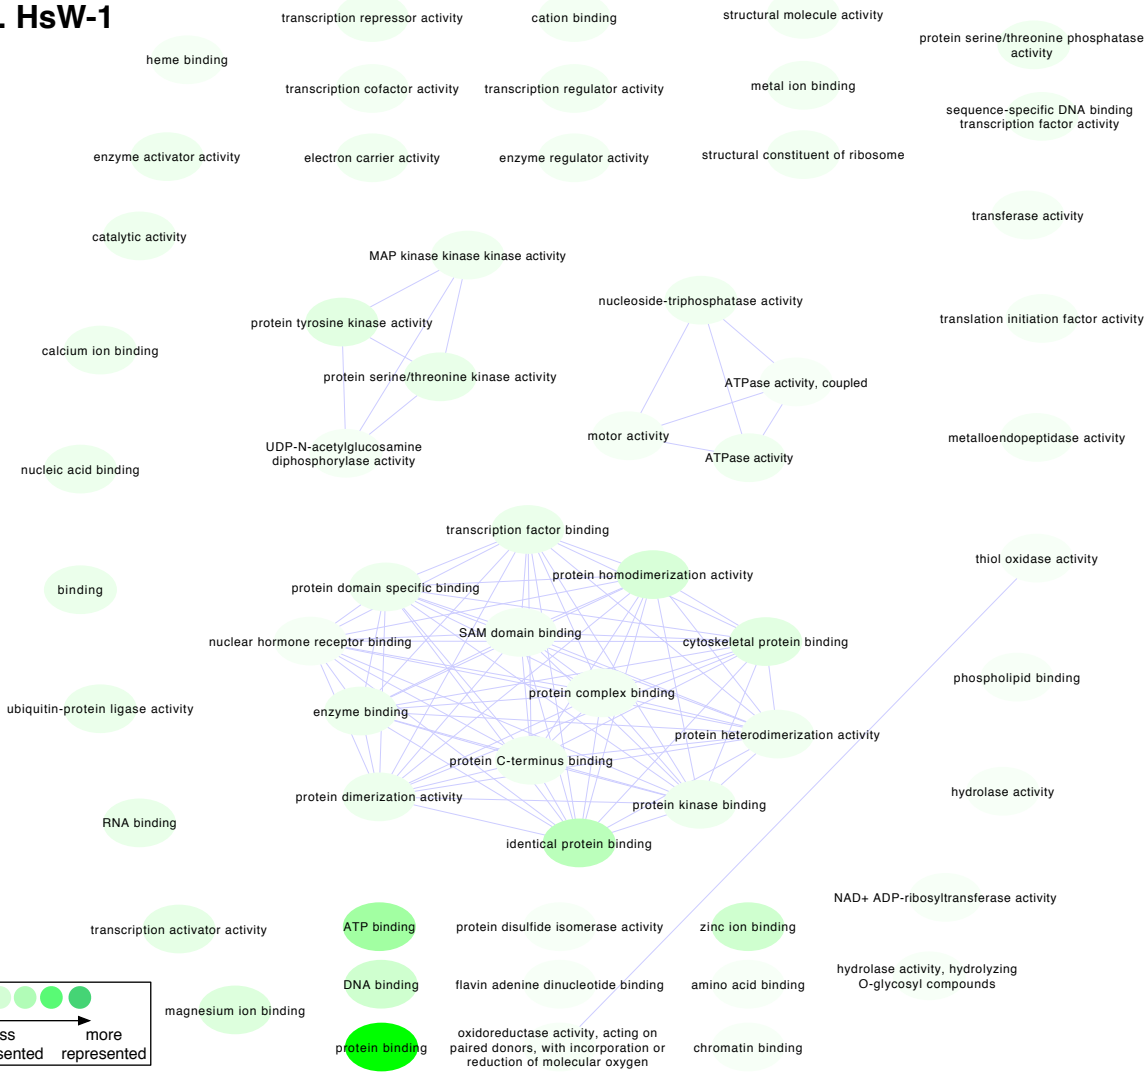 . HsW-1
transcription repressor activity
cation binding
structural molecule activity
protein serine/threonine phosphatase
activity
heme binding
transcription cofactor activity
transcription regulator activity
metal ion binding
sequence-specific DNA binding
transcription factor activity
enzyme activator activity
electron carrier activity
enzyme regulator activity
structural constituent of ribosome
transferase activity
catalytic activity
MAP kinase kinase kinase activity
nucleoside-triphosphatase activity
protein tyrosine kinase activity
translation initiation factor activity
calcium ion binding
protein serine/threonine kinase activity
ATPase activity, coupled
UDP-N-acetylglucosamine
diphosphorylase activity
motor activity
ATPase activity
metalloendopeptidase activity
nucleic acid binding
transcription factor binding
thiol oxidase activity
protein domain specific binding
protein homodimerization activity
binding
nuclear hormone receptor binding
SAM domain binding
cytoskeletal protein binding
phospholipid binding
protein complex binding
ubiquitin-protein ligase activity
enzyme binding
protein heterodimerization activity
protein C-terminus binding
protein dimerization activity
protein kinase binding
hydrolase activity
RNA binding
identical protein binding
NAD+ ADP-ribosyltransferase activity
transcription activator activity
ATP binding
protein disulfide isomerase activity
zinc ion binding
DNA binding
flavin adenine dinucleotide binding
amino acid binding
hydrolase activity, hydrolyzing
O-glycosyl compounds
magnesium ion binding
protein binding
oxidoreductase activity, acting on
paired donors, with incorporation or
reduction of molecular oxygen
chromatin binding
more
represented